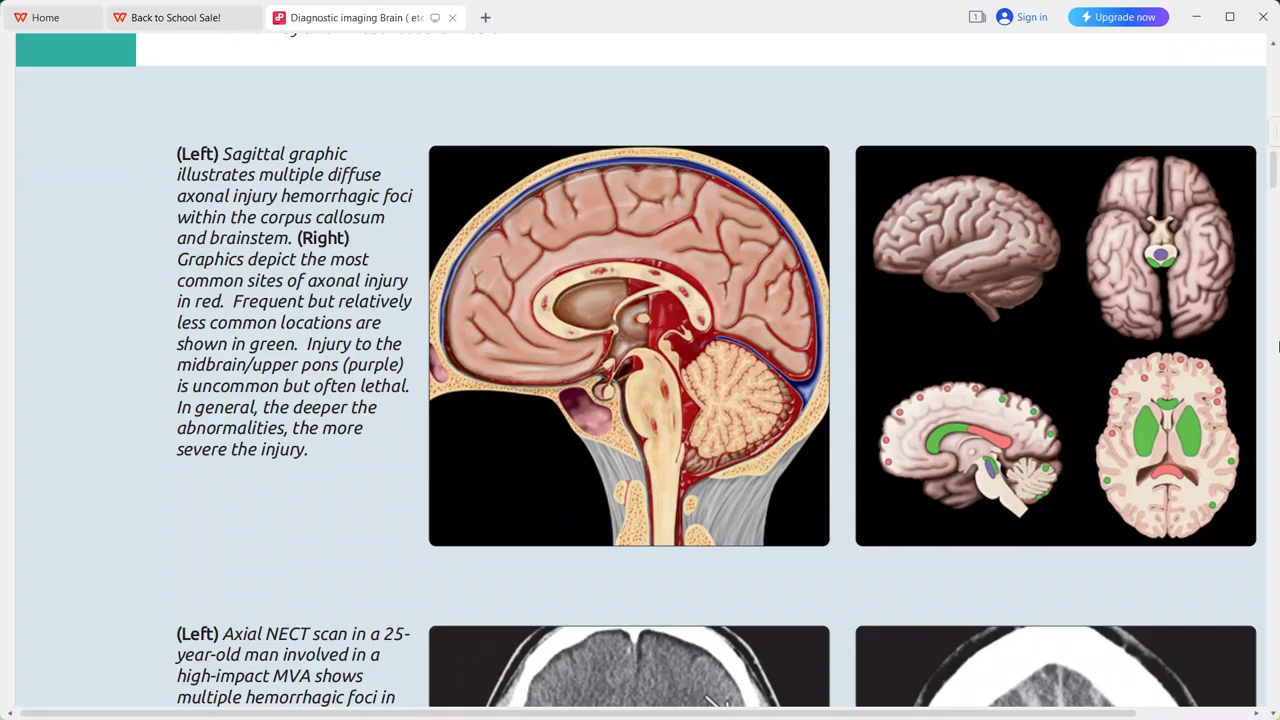 Home
Back to School Sale!
Diagnostic imaging Brain ( etc
1
Sign in
Upgrade now
(Left) Sagittal graphic
illustrates multiple diffuse
axonal injury hemorrhagic foci
within the corpus callosum
and brainstem. (Right)
Graphics depict the most
common sites of axonal injury
in red. Frequent but relatively
less common locations are
shown in green. Injury to the
midbrain/upper pons (purple)
is uncommon but often lethal.
In general, the deeper the
abnormalities, the more
severe the injury.
(Left) Axial NECT scan in a 25-
year-old man involved in a
high-impact MVA shows
multiple hemorrhagic foci in